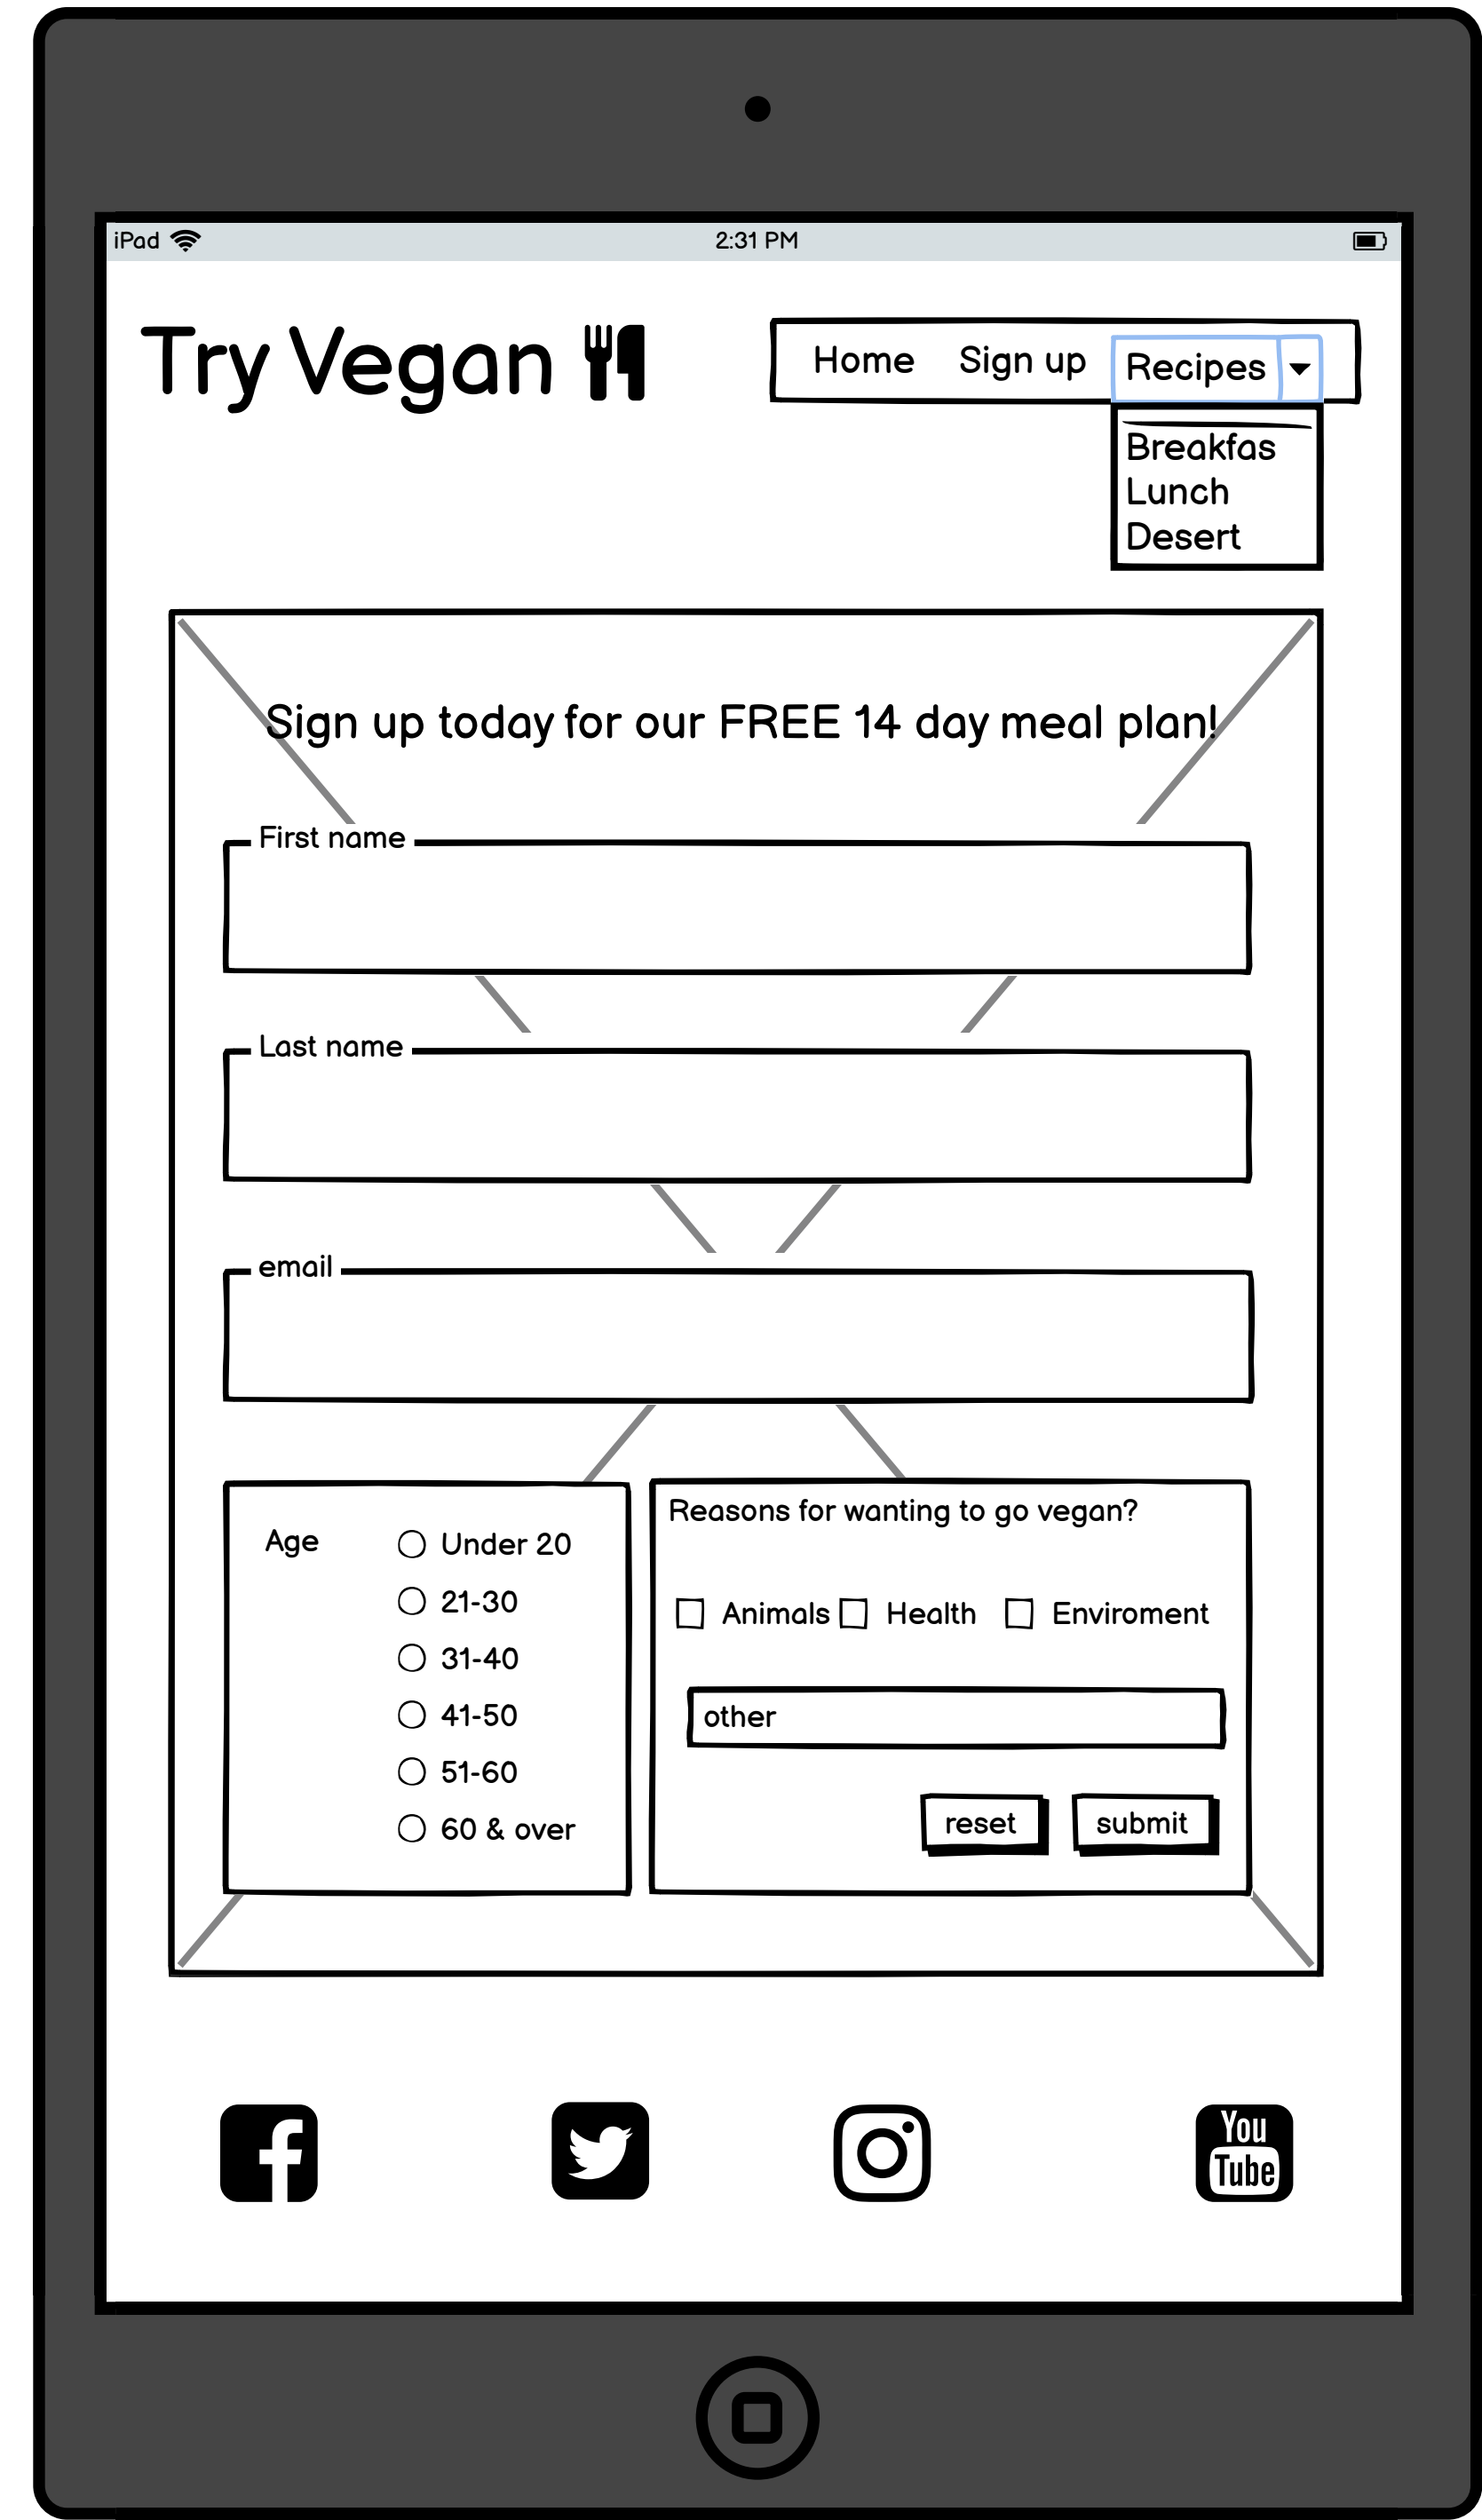 iPad 2:31 PM
Try Vegan
Home Sign up Recipes
Breakfas
Lunch
Desert
Sign up today for our FREE 14 day meal plan!
First name
Last name
email
Age
Under 20
21-30
31-40
41-50
51-60
60 & over
Reasons for wanting to go vegan?
Animals Health Enviroment
other
reset submit
You
Tube